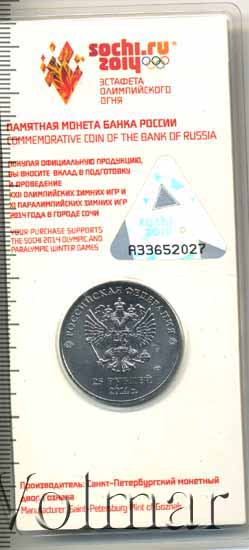 sochi.ru
2014
ЭСТАФЕТА
ОЛИМПИЙСКОГО
ОГНЯ
ПАМЯТНАЯ МОНЕТА БАНКА РОССИИ
COMMEMORATIVE COIN OF THE BANK OF RUSSIA
ПОКУПАЯ ОФИЦИАЛЬНУЮ ПРОДУКЦИЮ,
ВЫ ВНОСИТЕ ВКЛАД В ПОДГОТОВКУ
И ПРОВЕДЕНИЕ
XXII ОЛИМПИЙСКИХ ЗИМНИХ ИГР И
XI ПАРАЛИМПИЙСКИХ ЗИМНИХ ИГР
2014 ГОДА В ГОРОДЕ СОЧИ
YOUR PURCHASE SUPPORTS
THE SOCHI 2014 OLYMPIC AND
PARALYMPIC WINTER GAMES
sochi
2014
A33652027
РОССИЙСКАЯ ФЕДЕРАЦИЯ
25 РУБЛЕЙ
Производитель: Санкт-Петербургский монетный
двор Гознака
Manufacturer: Saint-Petersburg Mint of Goznak
Volmar